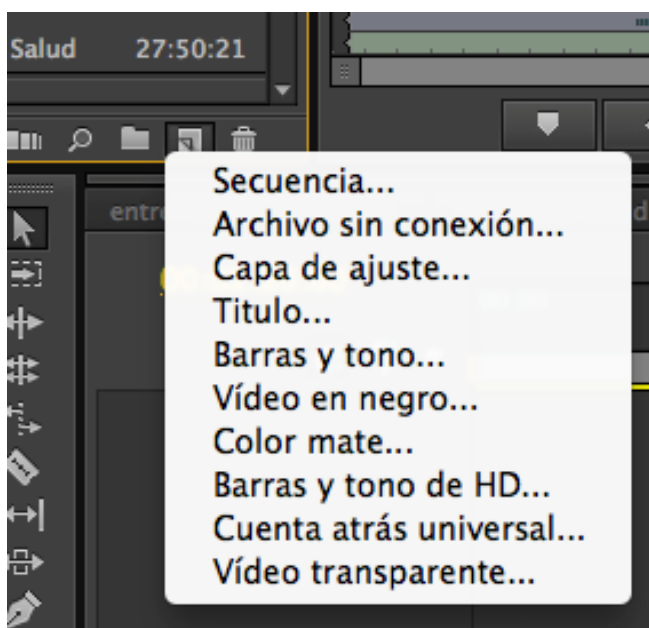 Salud 27:50:21
entre
Secuencia...
Archivo sin conexión...
Capa de ajuste...
Titulo...
Barras y tono...
Vídeo en negro...
Color mate...
Barras y tono de HD...
Cuenta atrás universal...
Vídeo transparente...